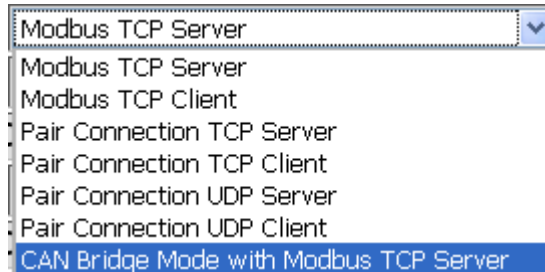 Modbus TCP Server
Modbus TCP Server
Modbus TCP Client
Pair Connection TCP Server
Pair Connection TCP Client
Pair Connection UDP Server
Pair Connection UDP Client
CAN Bridge Mode with Modbus TCP Server